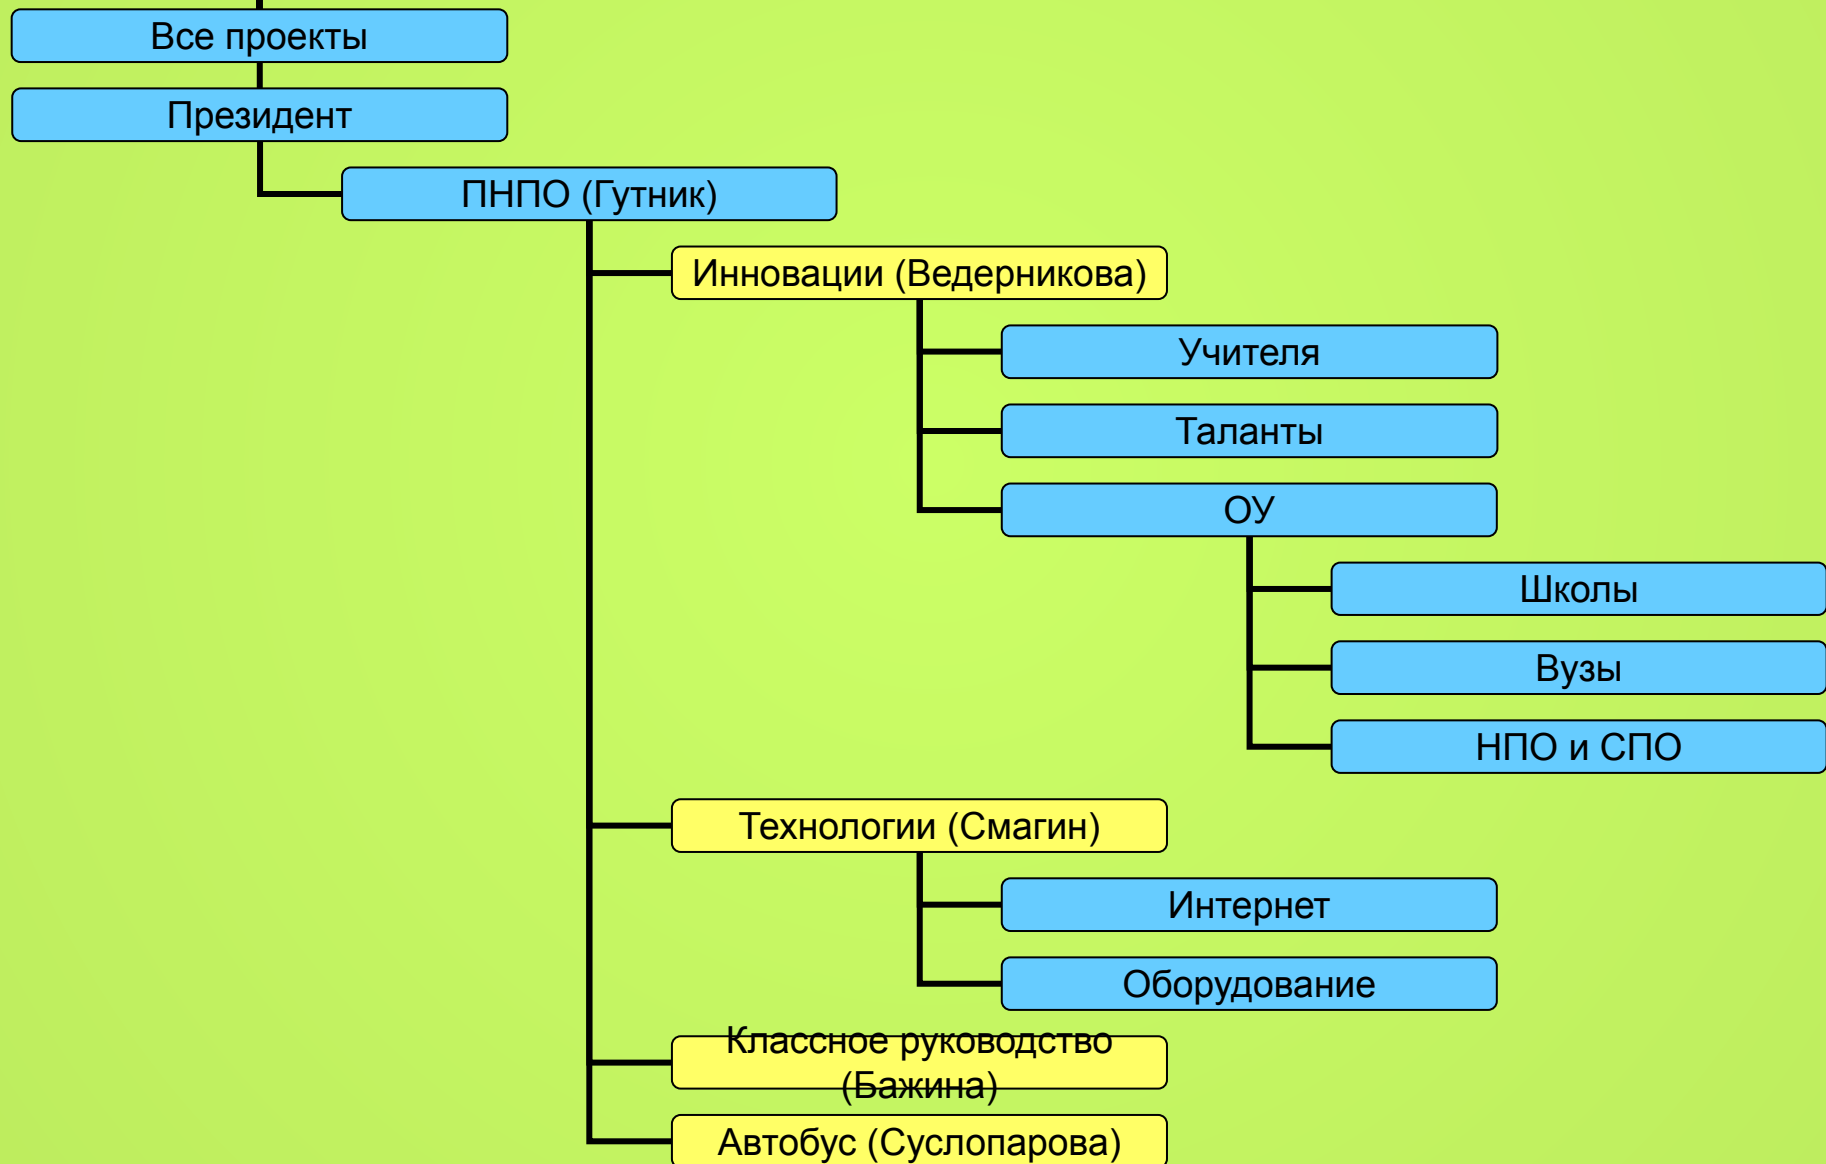 Все проекты
Президент
ПНПО (Гутник)
Инновации (Ведерникова)
Учителя
Таланты
ОУ
Школы
Вузы
НПО и СПО
Технологии (Смагин)
Интернет
Оборудование
Классное руководство
(Бажина)
Автобус (Суслопарова)